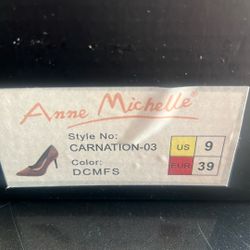 Anne Michelle®
Style No:
CARNATION-03
Color:
DCMFS
US 9
EUR 39